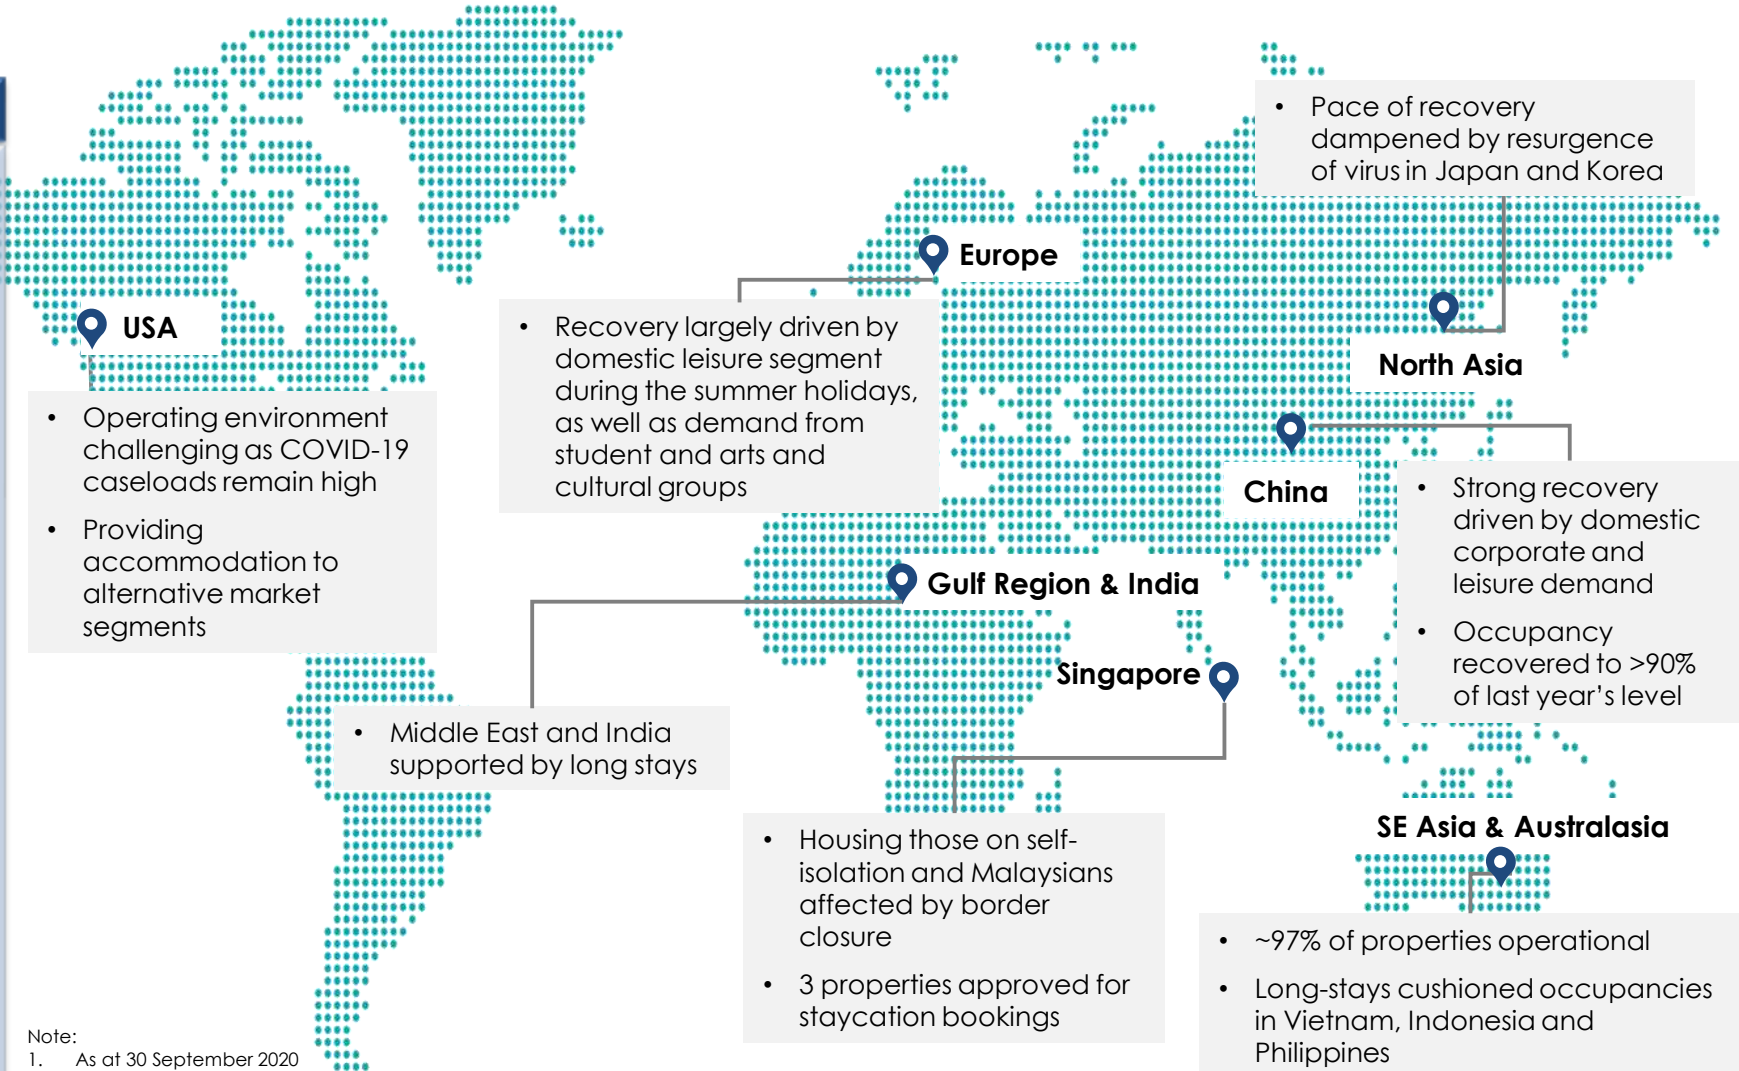 • Pace of recovery
dampened by resurgence
of virus in Japan and Korea
Europe
USA
• Recovery largely driven by
domestic leisure segment
during the summer holidays,
as well as demand from
student and arts and
cultural groups
North Asia
• Operating environment
challenging as COVID-19
caseloads remain high
• Providing
accommodation to
alternative market
segments
China
• Strong recovery
driven by domestic
corporate and
leisure demand
• Occupancy
recovered to >90%
of last year's level
Gulf Region & India
• Middle East and India
supported by long stays
Singapore
• Housing those on self-
isolation and Malaysians
affected by border
closure
• 3 properties approved for
staycation bookings
SE Asia & Australasia
• ~97% of properties operational
• Long-stays cushioned occupancies
in Vietnam, Indonesia and
Philippines
Note:
1. As at 30 September 2020